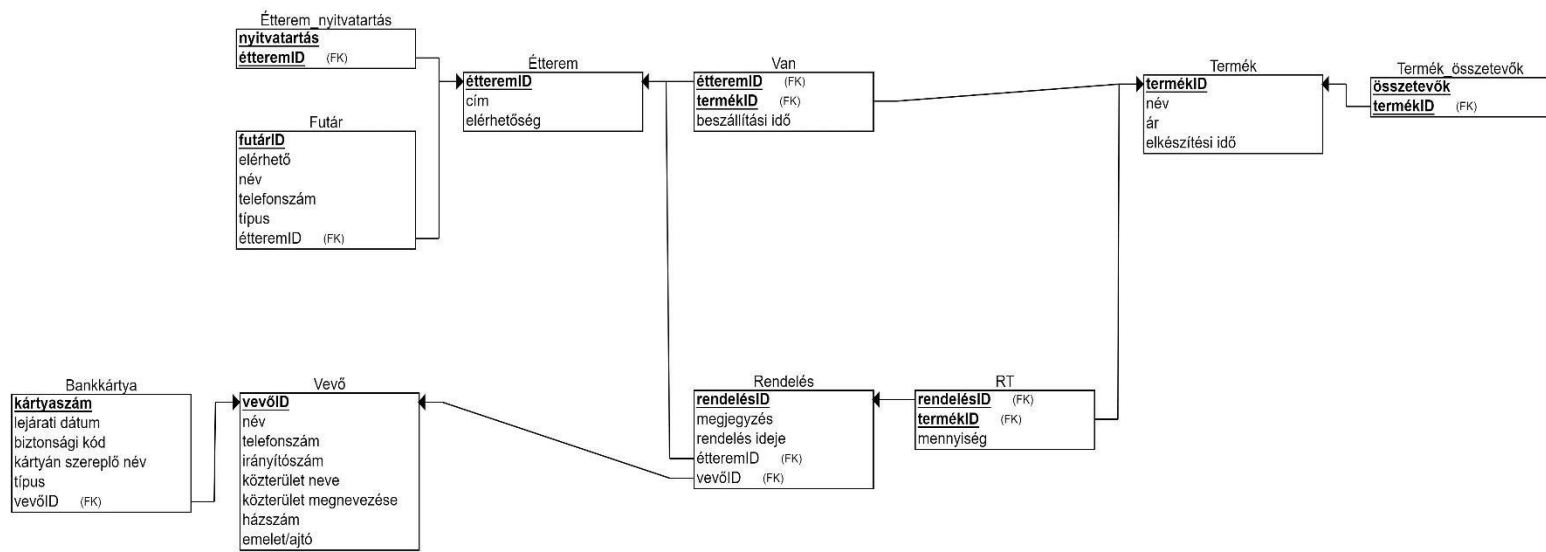 Étterem_nyitvatartás
nyitvatartás
étteremID (FK)
Étterem
étteremID
cím
elérhetőség
Van
étteremID (FK)
termékID (FK)
beszállítási idő
Termék
termékID
név
ár
elkészítési idő
Termék_összetevők
összetevők
termékID (FK)
Futár
futárID
elérhető
név
telefonszám
típus
étteremID (FK)
Bankkártya
kártyaszám
lejárati dátum
biztonsági kód
kártyán szereplő név
típus
vevőID (FK)
Vevő
vevőID
név
telefonszám
irányítószám
közterület neve
közterület megnevezése
házszám
emelet/ajtó
Rendelés
rendelésID
megjegyzés
rendelés ideje
étteremID (FK)
vevőID (FK)
RT
rendelésID (FK)
termékID (FK)
mennyiség